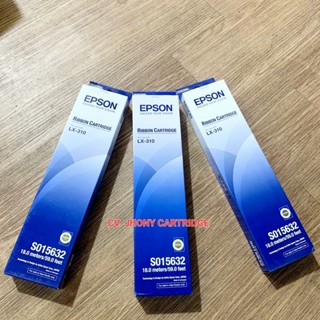 EPSON
RIBBON CARTRIDGE
LX-310
S015632
18.0 meters/59.0 feet
EPSON
RIBBON CARTRIDGE
LX-310
S015632
18.0 meters/59.0 feet
EPSON
RIBBON CARTRIDGE
LX-310
S015632
18.0 meters/59.0 feet
CV. JHONY CARTRIDGE